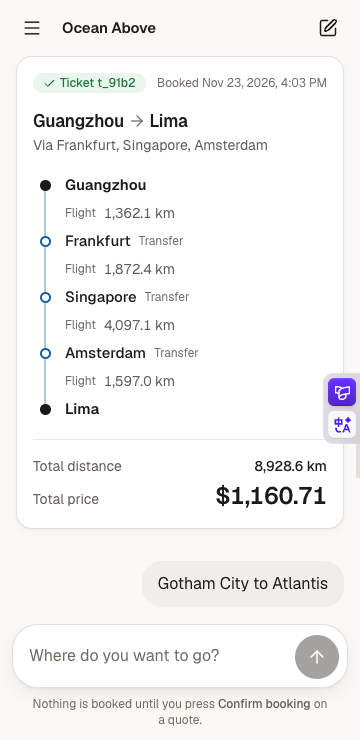 Ocean Above
Ticket t_91b2 Booked Nov 23, 2026, 4:03 PM
Guangzhou → Lima
Via Frankfurt, Singapore, Amsterdam
Guangzhou
Flight 1,362.1 km
Frankfurt Transfer
Flight 1,872.4 km
Singapore Transfer
Flight 4,097.1 km
Amsterdam Transfer
Flight 1,597.0 km
Lima
Total distance 8,928.6 km
Total price $1,160.71
Gotham City to Atlantis
Where do you want to go?
Nothing is booked until you press Confirm booking on
a quote.